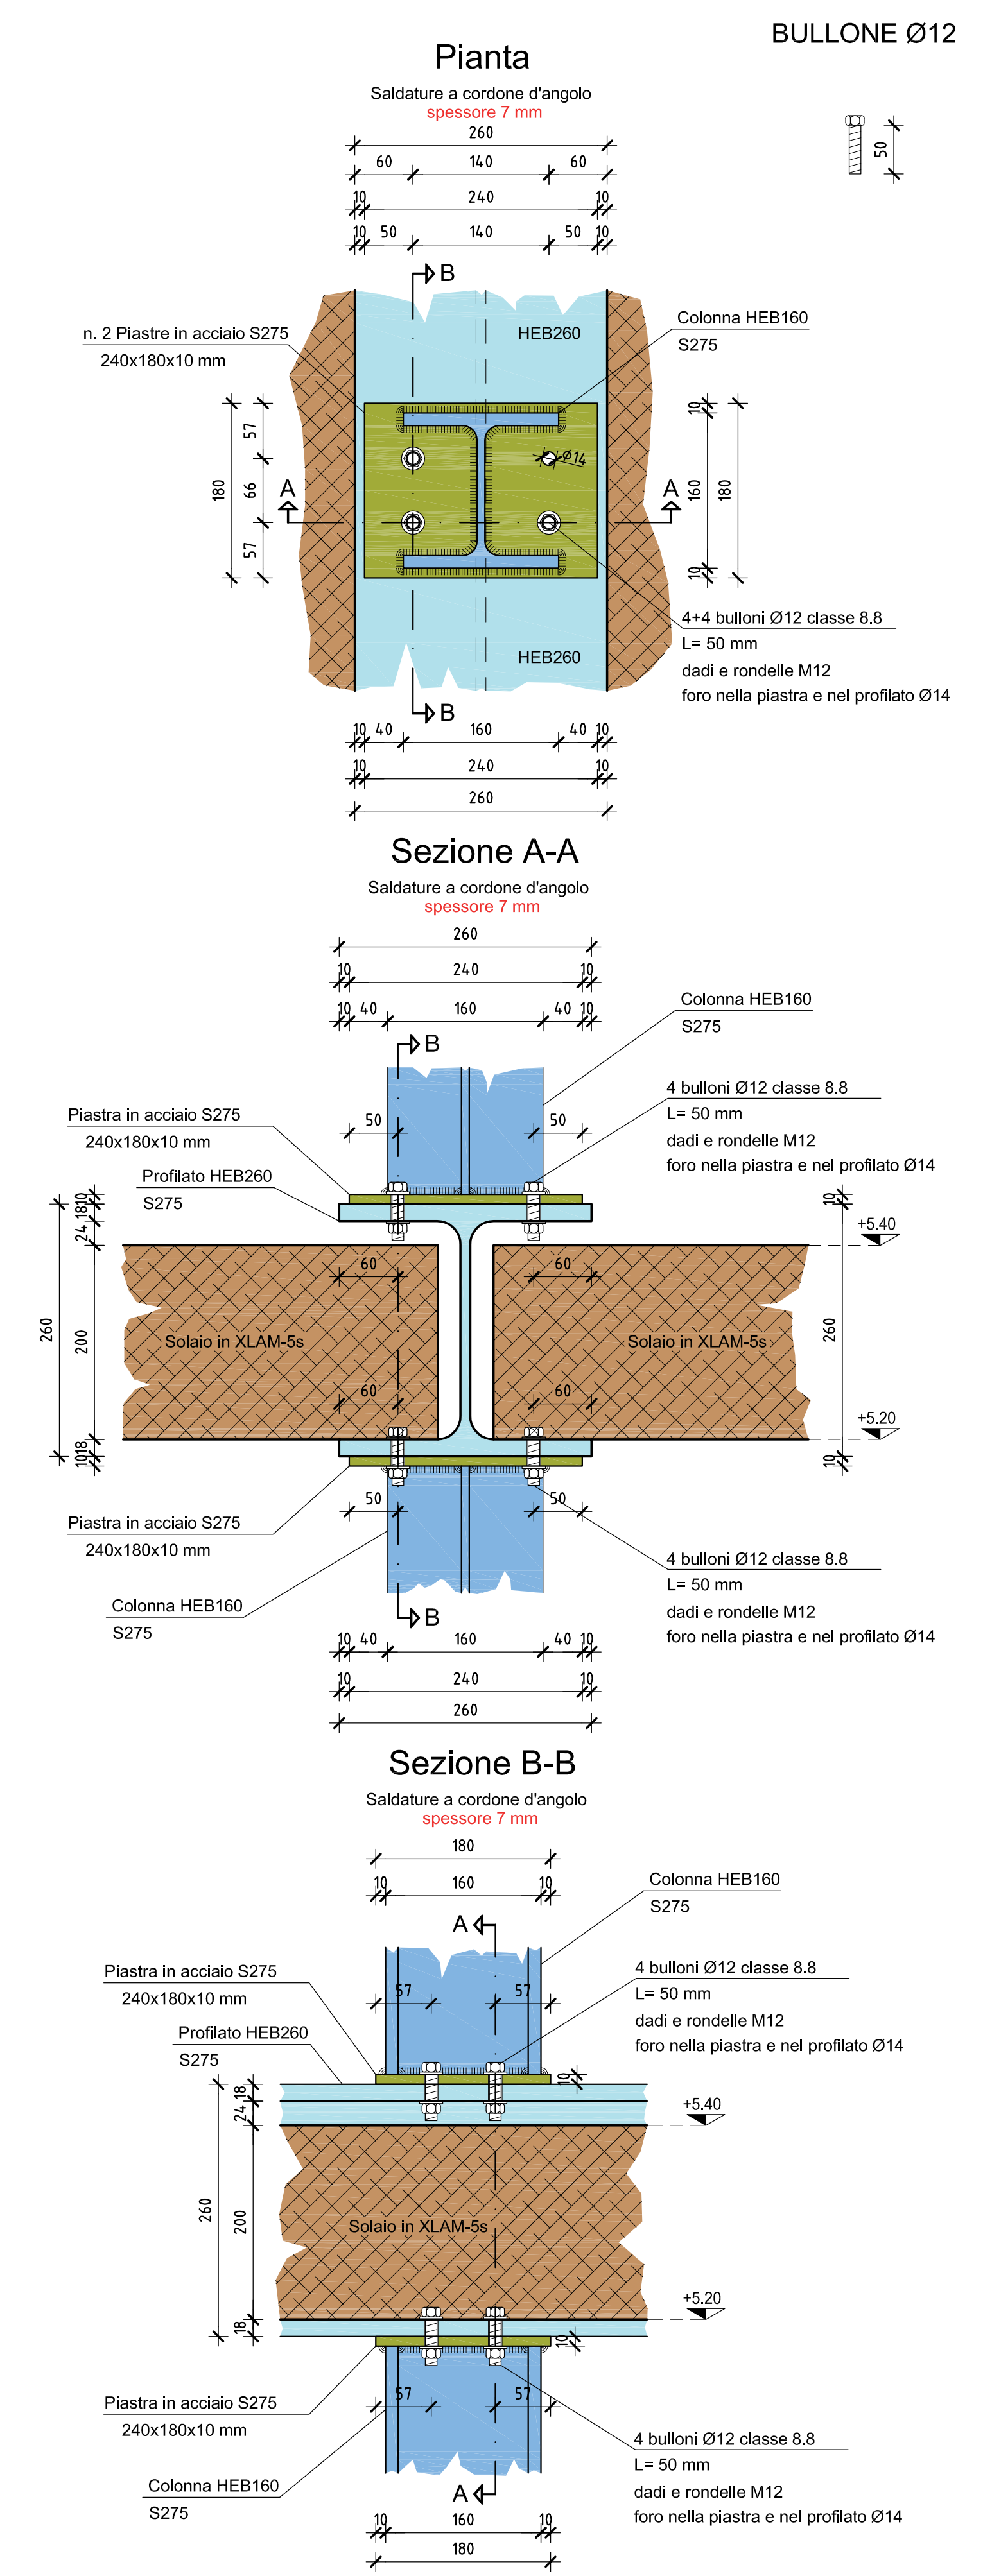 BULLONE Ø12
50
Pianta
Saldature a cordone d'angolo
spessore 7 mm
260
60 140 60
10 240 10
10 50 140 50 10
B
HEB260
Colonna HEB160
S275
n. 2 Piastre in acciaio S275
240x180x10 mm
180
57
66
57
A
Ø14
A
10
160
10
180
4+4 bulloni Ø12 classe 8.8
L= 50 mm
dadi e rondelle M12
foro nella piastra e nel profilato Ø14
HEB260
B
10 40 160 40 10
10 240 10
260
Sezione A-A
Saldature a cordone d'angolo
spessore 7 mm
260
10 240 10
10 40 160 40 10
B
Colonna HEB160
S275
4 bulloni Ø12 classe 8.8
L= 50 mm
dadi e rondelle M12
foro nella piastra e nel profilato Ø14
Piastra in acciaio S275
240x180x10 mm
50 50
Profilato HEB260
S275
10
18
24
200
18
10
260
10
260
10
+5.40
60 60
Solaio in XLAM-5s
Solaio in XLAM-5s
60 60
+5.20
50 50
Piastra in acciaio S275
240x180x10 mm
4 bulloni Ø12 classe 8.8
L= 50 mm
dadi e rondelle M12
foro nella piastra e nel profilato Ø14
Colonna HEB160
S275
B
10 40 160 40 10
10 240 10
260
Sezione B-B
Saldature a cordone d'angolo
spessore 7 mm
180
10 160 10
A
Colonna HEB160
S275
Piastra in acciaio S275
240x180x10 mm
57 57
4 bulloni Ø12 classe 8.8
L= 50 mm
dadi e rondelle M12
foro nella piastra e nel profilato Ø14
Profilato HEB260
S275
10
18
24
200
18
260
+5.40
Solaio in XLAM-5s
+5.20
10
57 57
Piastra in acciaio S275
240x180x10 mm
4 bulloni Ø12 classe 8.8
L= 50 mm
dadi e rondelle M12
foro nella piastra e nel profilato Ø14
Colonna HEB160
S275
A
10 160 10
180